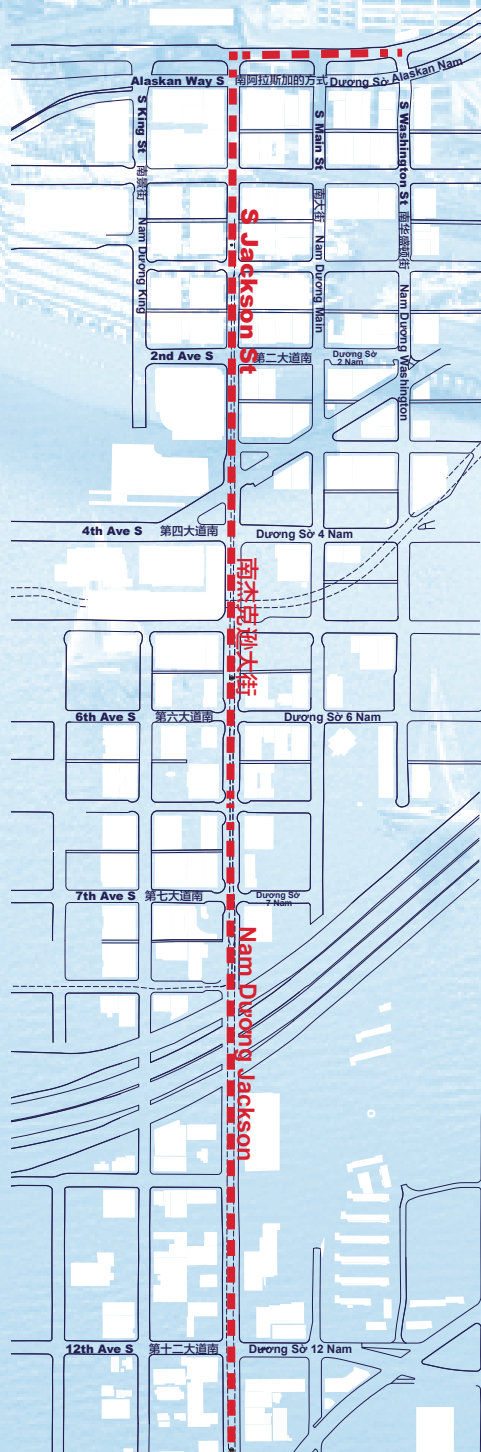 Alaskan Way S 南阿拉斯加的方式 Dương Sở Alaskan Nam
S King St 南景街 Nam Dương King
S Jackson St
S Main St 南大街 Nam Dương Main
S Washington St 南华盛顿街 Nam Dương Washington
2nd Ave S 第二大道南 Dương Sở
2 Nam
4th Ave S 第四大道南 Dương Sở 4 Nam
南杰克逊大街
6th Ave S 第六大道南 Dương Sở 6 Nam
7th Ave S 第七大道南 Dương Sở
7 Nam
Nam Dương Jackson
12th Ave S 第十二大道南 Dương Sở 12 Nam